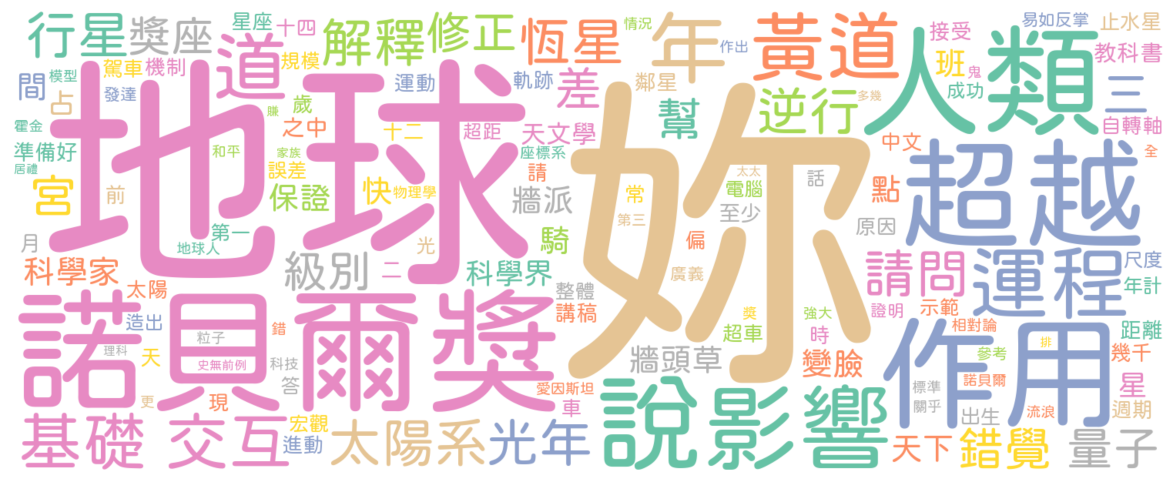 地球
妳
諾貝爾獎
人類
超越
作用
說
影響
運程
道
年
黃道
恆星
解釋
修正
行星
獎座
基礎
交互
太陽系
光年
請問
逆行
幫
差
級別
科學家
科學界
錯覺
量子
天下
變臉
牆頭草
牆派
天文學
保證
快
騎
宮
間
占
駕車
機制
星座
十四
規模
模型
發達
霍金
準備好
居禮
歲
之中
賺
和平
家族
誤差
十二
運動
超距
軌跡
座標系
請
物理學
情況
作出
鄰星
接受
班
鬼
成功
多幾
易如反掌
止水星
教科書
三
自轉軸
全
中文
點
話
原因
太太
電腦
至少
常
第三
偏
廣義
前
月
第一
地球人
光
二
太陽
造出
粒子
錯
理科
史無前例
科技
天
答
更
現
宏觀
進動
整體
講稿
愛因斯坦
車
獎
超車
時
強大
證明
示範
相對論
參考
排
尺度
年計
距離
幾千
星
標準
關乎
諾貝爾
出生
流浪
週期